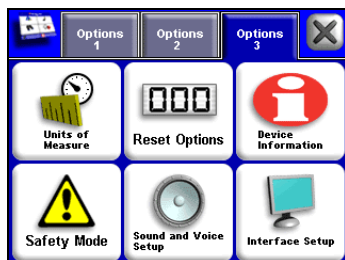 Options
1
Options
2
Options
3
Units of
Measure
000
Reset Options
Device
Information
Safety Mode
Sound and Voice
Setup
Interface Setup